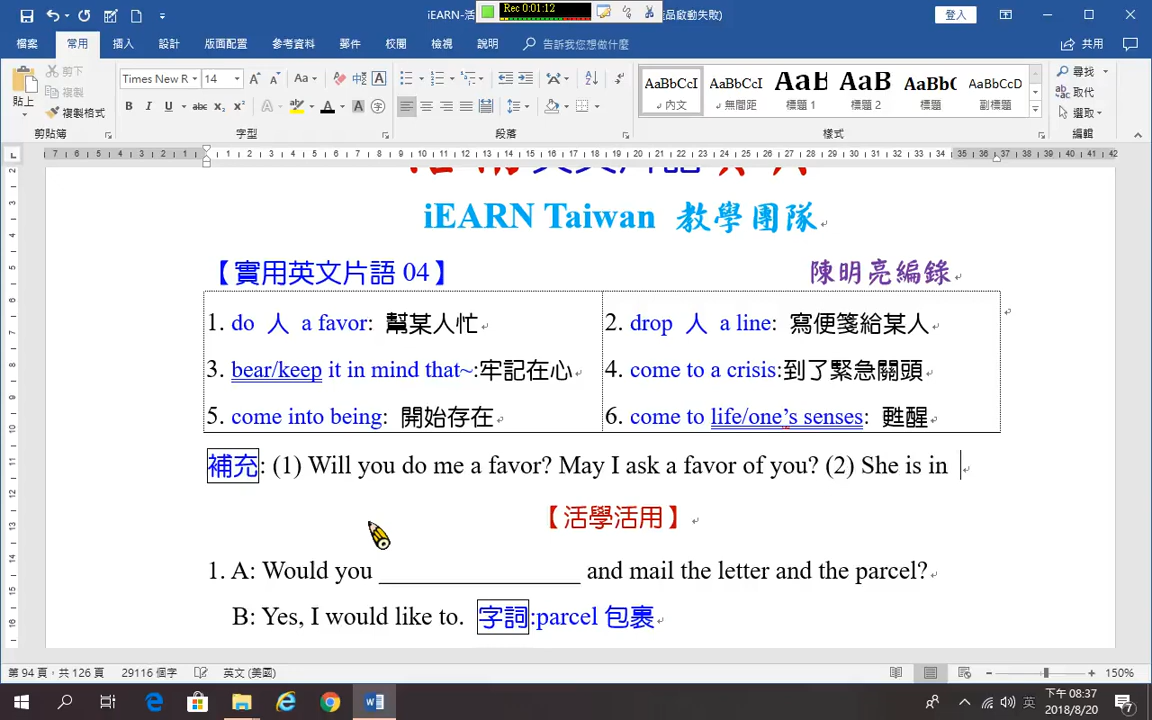 iEARN-活
Rec 0:01:12
品啟動失敗)
登入
檔案 常用 插入 設計 版面配置 參考資料 郵件 校閱 檢視 說明 告訴我您想做什麼 共用
貼上 剪下 複製 複製格式
Times New R 14
AaBbCcI AaBbCcI AaB AaB AaBb( AaBbCcD
內文 無間距 標題 1 標題 2 標題 副標題
尋找 取代 選取
剪貼簿 字型 段落 樣式 編輯
iEARN Taiwan 教學團隊
【實用英文片語 04】 陳明亮編錄
1. do 人 a favor: 幫某人忙 2. drop 人 a line: 寫便箋給某人
3. bear/keep it in mind that~:牢記在心 4. come to a crisis:到了緊急關頭
5. come into being: 開始存在 6. come to life/one's senses: 甦醒
補充: (1) Will you do me a favor? May I ask a favor of you? (2) She is in
【活學活用】
1. A: Would you ________________ and mail the letter and the parcel?
B: Yes, I would like to. 字詞:parcel 包裹
第 94 頁，共 126 頁 29116 個字 英文 (美國) 150%
英 下午 08:37
2018/8/20
7